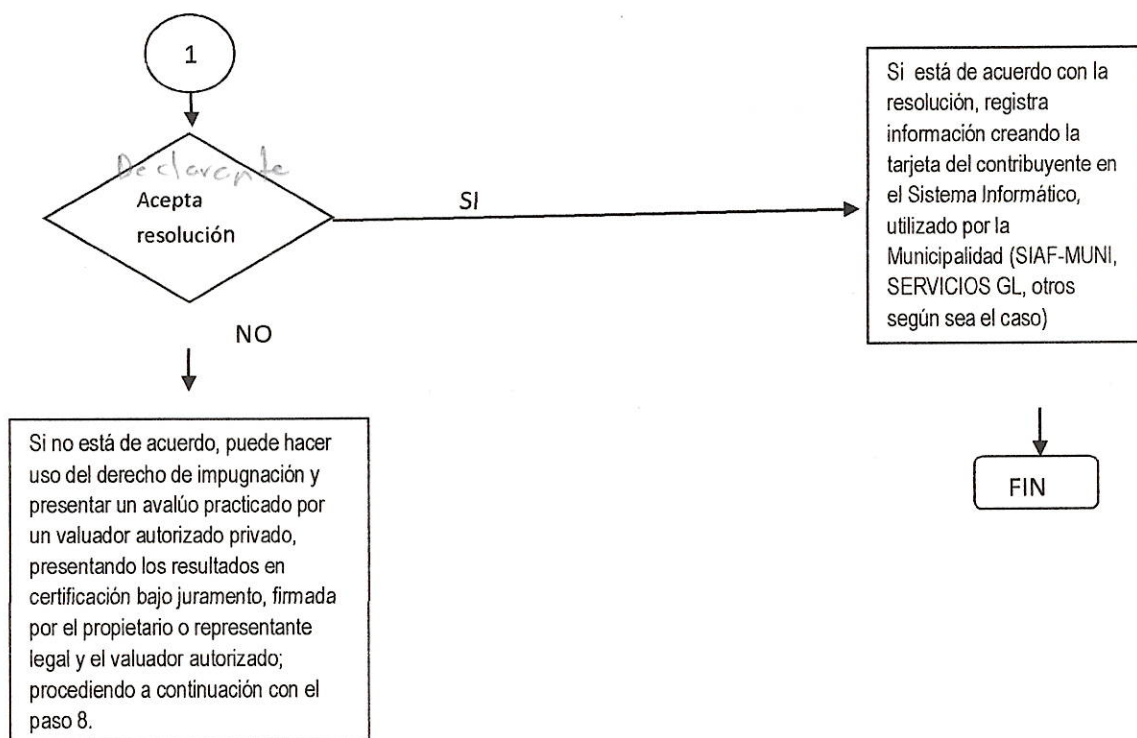 1
Declarante
Acepta
resolución
SI
Si está de acuerdo con la
resolución, registra
información creando la
tarjeta del contribuyente en
el Sistema Informático,
utilizado por la
Municipalidad (SIAF-MUNI,
SERVICIOS GL, otros
según sea el caso)
NO
FIN
Si no está de acuerdo, puede hacer
uso del derecho de impugnación y
presentar un avalúo practicado por
un valuador autorizado privado,
presentando los resultados en
certificación bajo juramento, firmada
por el propietario o representante
legal y el valuador autorizado;
procediendo a continuación con el
paso 8.